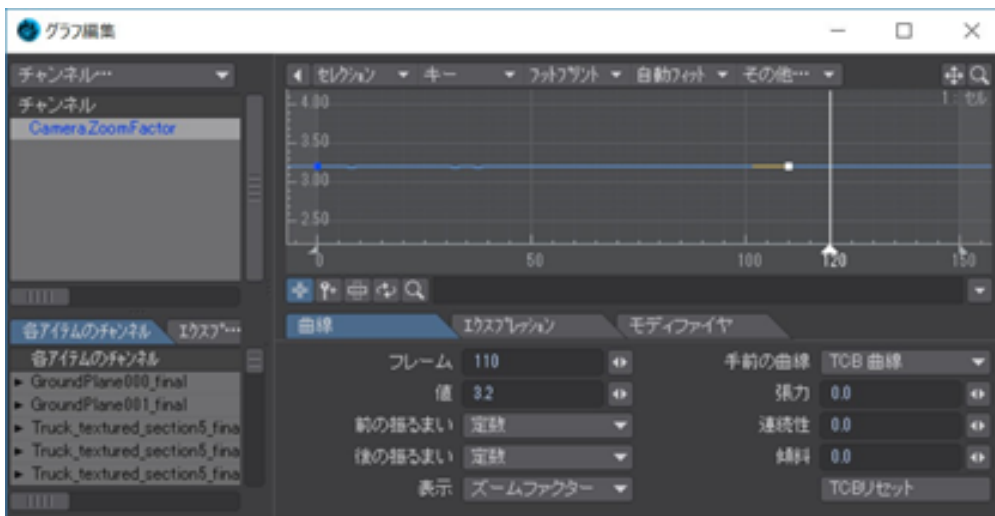 グラフ編集
チャンネル…
チャンネル
CameraZoomFactor
セレクション キー フットプリント 自動フィット その他…
1: セル
4.00
3.50
3.00
2.50
0 50 100 120 150
各アイテムのチャンネル エクスプ…
各アイテムのチャンネル
GroundPlane000_final
GroundPlane001_final
Truck_textured_section5_fina
Truck_textured_section5_fina
Truck_textured_section5_fina
曲線 エクスプレッション モディファイヤ
フレーム 110 手前の曲線 TCB 曲線
値 3.2 張力 0.0
前の振るまい 定数 連続性 0.0
後の振るまい 定数 傾斜 0.0
表示 ズームファクター TCBリセット